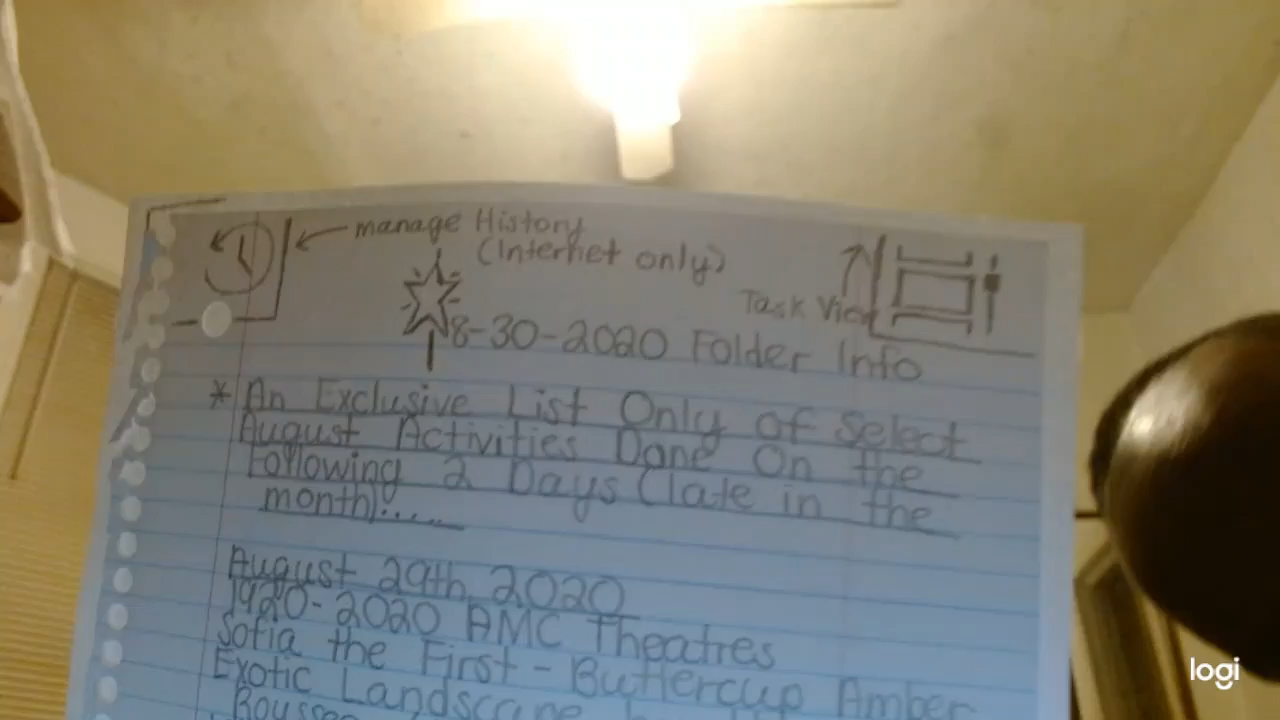 manage History
(Internet only)
Task View
8-30-2020 Folder Info
* An Exclusive List Only of Select
August Activities Done On the
Following 2 Days (late in the
month).....
August 29th, 2020
1920-2020 AMC Theatres
Sofia the First - Buttercup Amber
Exotic Landscape
logi